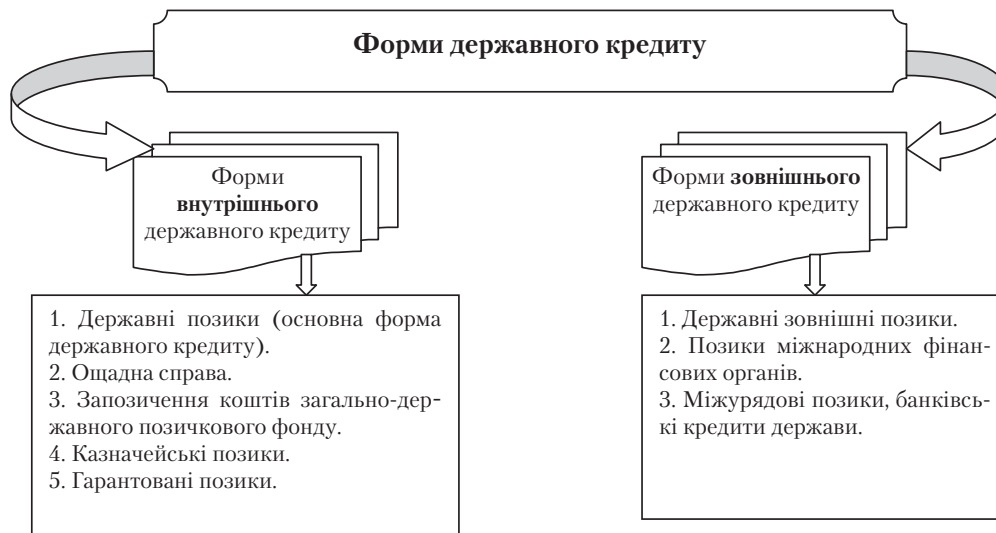 Форми державного кредиту
Форми
внутрішнього
державного кредиту
Форми зовнішнього
державного кредиту
1. Державні позики (основна форма
державного кредиту).
2. Ощадна справа.
3. Запозичення коштів загально-дер-
жавного позичкового фонду.
4. Казначейські позики.
5. Гарантовані позики.
1. Державні зовнішні позики.
2. Позики міжнародних фінан-
сових органів.
3. Міжурядові позики, банківсь-
кі кредити держави.